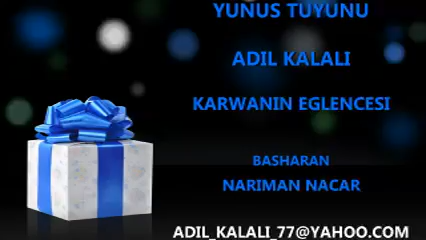 YUNUS TUYUNU
ADIL KALALI
KARWANIN EGLENCESI
BASHARAN
NARIMAN NACAR
ADIL_KALALI_77@YAHOO.COM